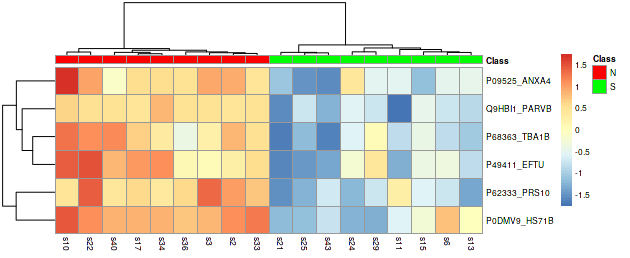 Class
P09525_ANXA4
Q9HBI1_PARVB
P68363_TBA1B
P49411_EFTU
P62333_PRS10
P0DMV9_HS71B
s10 s22 s40 s17 s34 s36 s3 s2 s33 s21 s25 s43 s24 s29 s11 s15 s6 s13
1.5
1
0.5
0
-0.5
-1
-1.5
Class
N
S